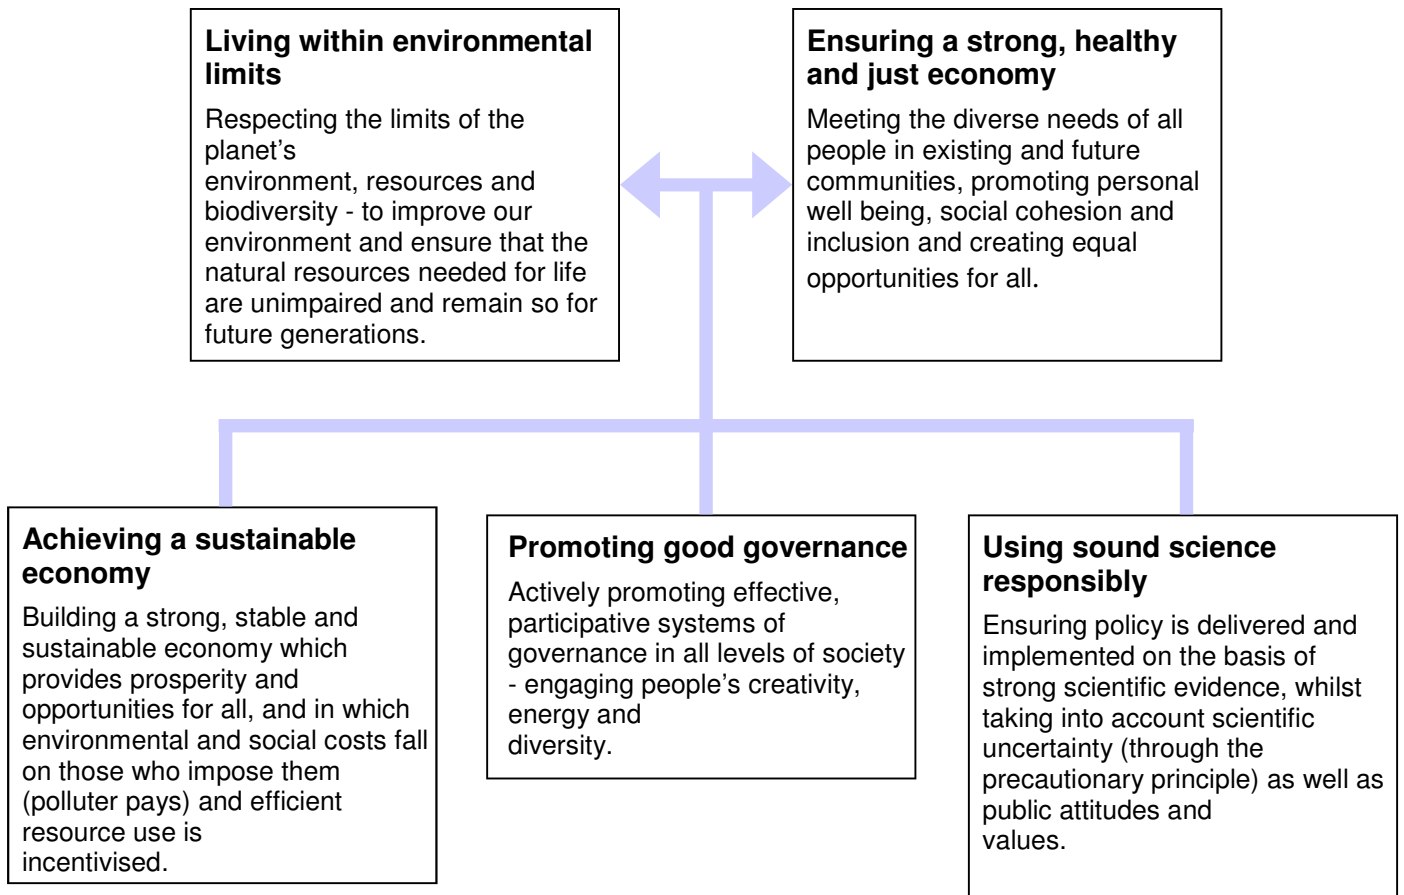 Living within environmental
limits
Respecting the limits of the
planet's
environment, resources and
biodiversity - to improve our
environment and ensure that the
natural resources needed for life
are unimpaired and remain so for
future generations.
Ensuring a strong, healthy
and just economy
Meeting the diverse needs of all
people in existing and future
communities, promoting personal
well being, social cohesion and
inclusion and creating equal
opportunities for all.
Achieving a sustainable
economy
Building a strong, stable and
sustainable economy which
provides prosperity and
opportunities for all, and in which
environmental and social costs fall
on those who impose them
(polluter pays) and efficient
resource use is
incentivised.
Promoting good governance
Actively promoting effective,
participative systems of
governance in all levels of society
- engaging people's creativity,
energy and
diversity.
Using sound science
responsibly
Ensuring policy is delivered and
implemented on the basis of
strong scientific evidence, whilst
taking into account scientific
uncertainty (through the
precautionary principle) as well as
public attitudes and
values.